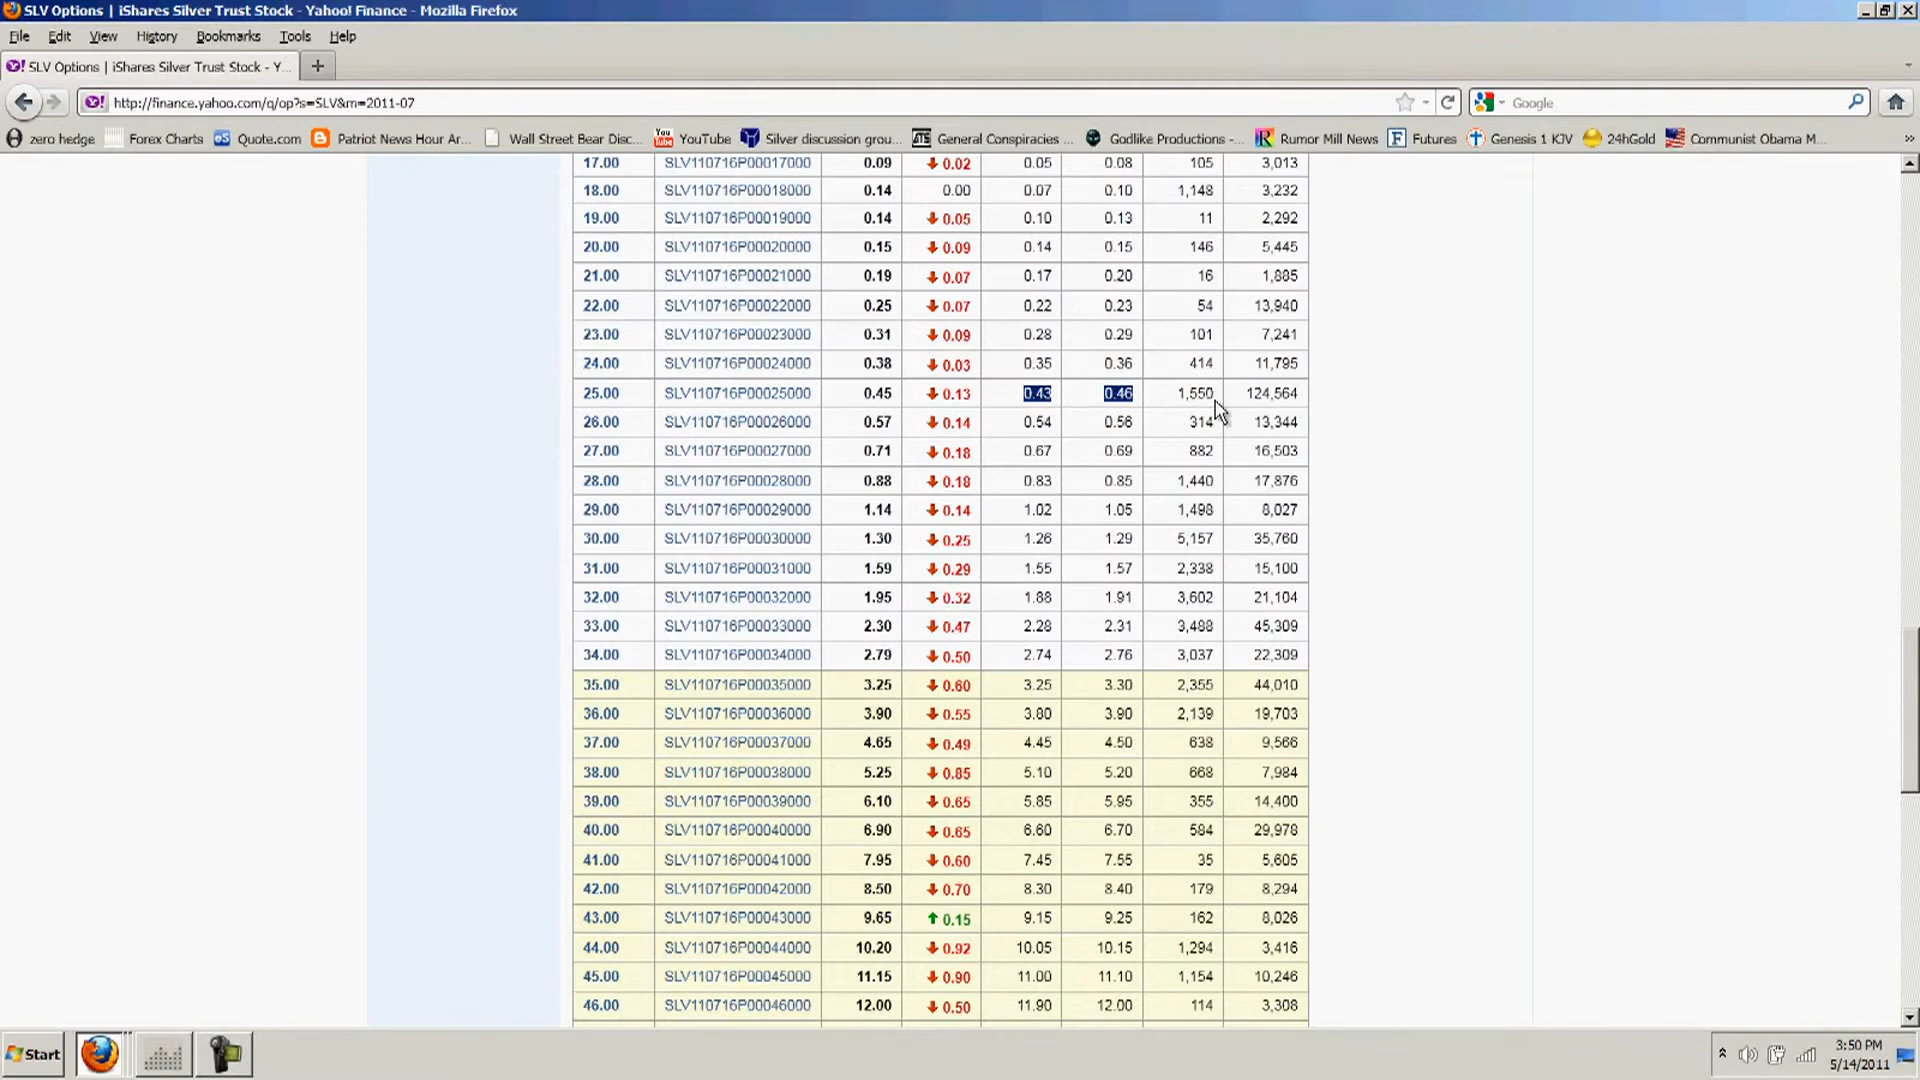 SLV Options | iShares Silver Trust Stock - Yahoo! Finance - Mozilla Firefox
File Edit View History Bookmarks Tools Help
Y! SLV Options | iShares Silver Trust Stock - Y...
Y! http://finance.yahoo.com/q/op?s=SLV&m=2011-07 Google
zero hedge Forex Charts eS Quote.com Patriot News Hour Ar... Wall Street Bear Disc... You Tube YouTube Silver discussion grou... ATS General Conspiracies ... Godlike Productions -... R Rumor Mill News F Futures Genesis 1 KJV 24hGold Communist Obama M... »
17.00 SLV110716P00017000 0.09 0.02 0.05 0.08 105 3,013
18.00 SLV110716P00018000 0.14 0.00 0.07 0.10 1,148 3,232
19.00 SLV110716P00019000 0.14 0.05 0.10 0.13 11 2,292
20.00 SLV110716P00020000 0.15 0.09 0.14 0.15 146 5,445
21.00 SLV110716P00021000 0.19 0.07 0.17 0.20 16 1,885
22.00 SLV110716P00022000 0.25 0.07 0.22 0.23 54 13,940
23.00 SLV110716P00023000 0.31 0.09 0.28 0.29 101 7,241
24.00 SLV110716P00024000 0.38 0.03 0.35 0.36 414 11,795
25.00 SLV110716P00025000 0.45 0.13 0.43 0.46 1,550 124,564
26.00 SLV110716P00026000 0.57 0.14 0.54 0.56 314 13,344
27.00 SLV110716P00027000 0.71 0.18 0.67 0.69 882 16,503
28.00 SLV110716P00028000 0.88 0.18 0.83 0.85 1,440 17,876
29.00 SLV110716P00029000 1.14 0.14 1.02 1.05 1,498 8,027
30.00 SLV110716P00030000 1.30 0.25 1.26 1.29 5,157 35,760
31.00 SLV110716P00031000 1.59 0.29 1.55 1.57 2,338 15,100
32.00 SLV110716P00032000 1.95 0.32 1.88 1.91 3,602 21,104
33.00 SLV110716P00033000 2.30 0.47 2.28 2.31 3,488 45,309
34.00 SLV110716P00034000 2.79 0.50 2.74 2.76 3,037 22,309
35.00 SLV110716P00035000 3.25 0.60 3.25 3.30 2,355 44,010
36.00 SLV110716P00036000 3.90 0.55 3.80 3.90 2,139 19,703
37.00 SLV110716P00037000 4.65 0.49 4.45 4.50 638 9,566
38.00 SLV110716P00038000 5.25 0.85 5.10 5.20 668 7,984
39.00 SLV110716P00039000 6.10 0.65 5.85 5.95 355 14,400
40.00 SLV110716P00040000 6.90 0.65 6.60 6.70 584 29,978
41.00 SLV110716P00041000 7.95 0.60 7.45 7.55 35 5,605
42.00 SLV110716P00042000 8.50 0.70 8.30 8.40 179 8,294
43.00 SLV110716P00043000 9.65 0.15 9.15 9.25 162 8,026
44.00 SLV110716P00044000 10.20 0.92 10.05 10.15 1,294 3,416
45.00 SLV110716P00045000 11.15 0.90 11.00 11.10 1,154 10,246
46.00 SLV110716P00046000 12.00 0.50 11.90 12.00 114 3,308
Start 3:50 PM
5/14/2011